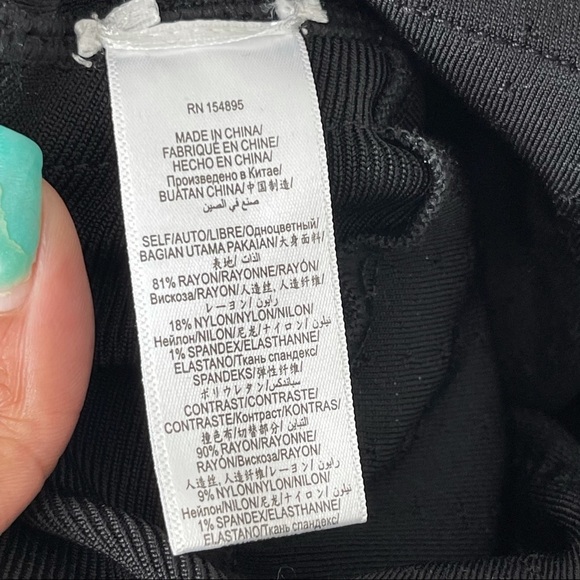 RN 154895
MADE IN CHINA/
FABRIQUÉ EN CHINE/
HECHO EN CHINA/
Произведено в Китае/
BUATAN CHINA/中国制造/
صنع في الصين
SELF/AUTO/LIBRE/Одноцветный/
BAGIAN UTAMA PAKAIAN/大身面料/
表地/الذات
81% RAYON/RAYONNE/RAYÓN/
Вискоза/RAYON/人造丝, 人造纤维/
レーヨン/رايون
18% NYLON/NYLON/NILON/
Нейлон/NILON/尼龙/ナイロン/نيلون
1% SPANDEX/ELASTHANNE/
ELASTANO/Ткань спандекс/
SPANDEKS/弹性纤维/
ポリウレタン/سباندكس
CONTRAST/CONTRASTE/
CONTRASTE/Контраст/KONTRAS/
撞色布/切替部分/التباين
90% RAYON/RAYONNE/
RAYÓN/Вискоза/RAYON/
人造丝, 人造纤维/レーヨン/رايون
9% NYLON/NYLON/NILON/
Нейлон/NILON/尼龙/ナイロン/نيلون
1% SPANDEX/ELASTHANNE/
ELASTANO/Ткань спандекс/